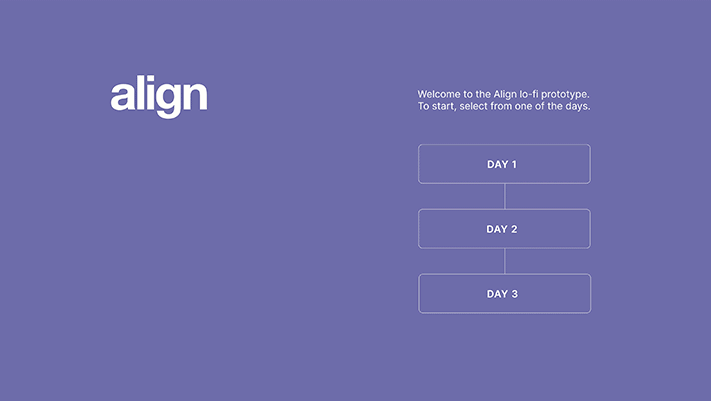 align
Welcome to the Align lo-fi prototype.
To start, select from one of the days.
DAY 1
DAY 2
DAY 3